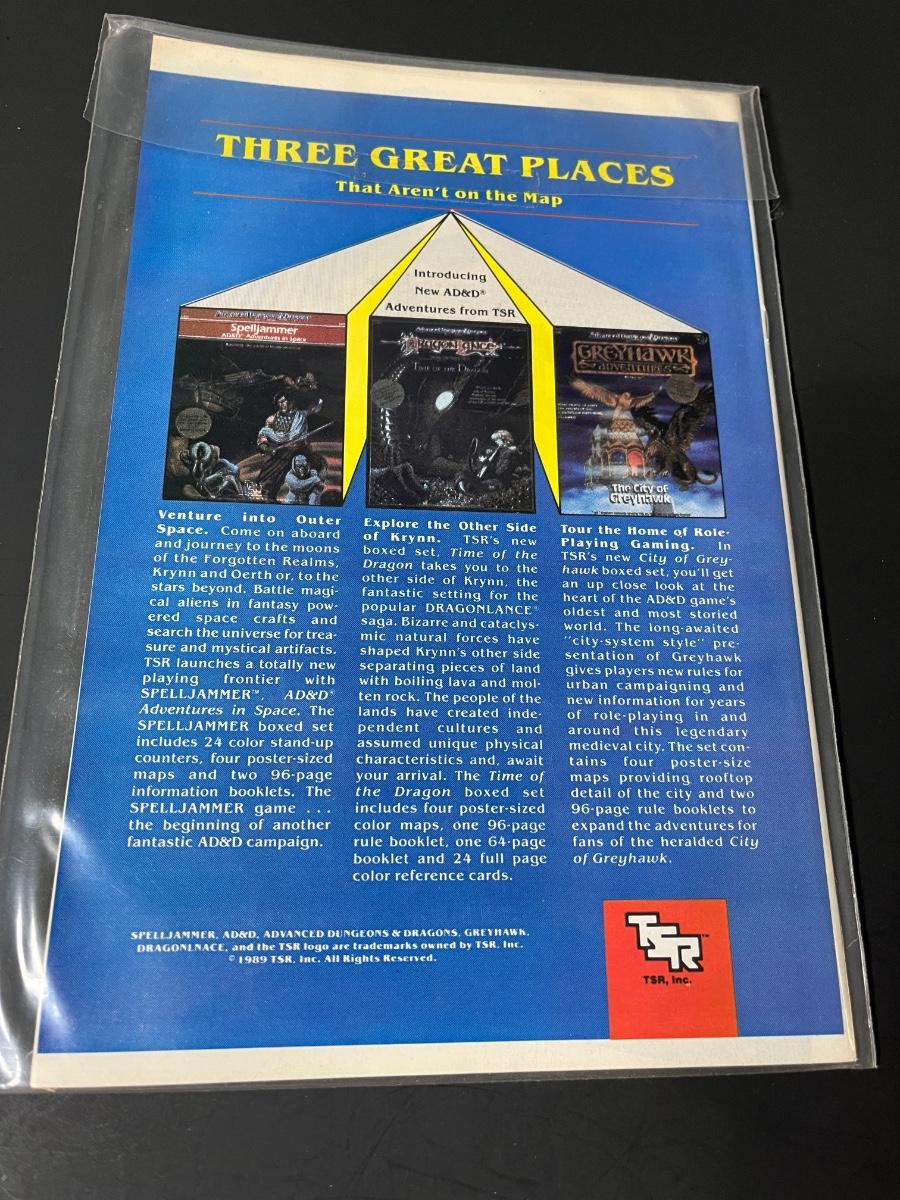 THREE GREAT PLACES
That Aren't on the Map
Introducing
New AD&D®
Adventures from TSR
Advanced Dungeons & Dragons
Spelljammer
AD&D Adventures in Space
Advanced Dungeons & Dragons
DRAGONLANCE
TIME OF THE DRAGON
Advanced Dungeons & Dragons
GREYHAWK
ADVENTURES
The City of
Greyhawk
Venture into Outer
Space. Come on aboard
and journey to the moons
of the Forgotten Realms,
Krynn and Oerth or, to the
stars beyond. Battle magi-
cal aliens in fantasy pow-
ered space crafts and
search the universe for trea-
sure and mystical artifacts.
TSR launches a totally new
playing frontier with
SPELLJAMMER™, AD&D®
Adventures in Space. The
SPELLJAMMER boxed set
includes 24 color stand-up
counters, four poster-sized
maps and two 96-page
information booklets. The
SPELLJAMMER game . . .
the beginning of another
fantastic AD&D campaign.
Explore the Other Side
of Krynn. TSR's new
boxed set, Time of the
Dragon takes you to the
other side of Krynn, the
fantastic setting for the
popular DRAGONLANCE®
saga. Bizarre and cataclys-
mic natural forces have
shaped Krynn's other side
separating pieces of land
with boiling lava and mol-
ten rock. The people of the
lands have created inde-
pendent cultures and
assumed unique physical
characteristics and, await
your arrival. The Time of
the Dragon boxed set
includes four poster-sized
color maps, one 96-page
rule booklet, one 64-page
booklet and 24 full page
color reference cards.
Tour the Home of Role-
Playing Gaming. In
TSR's new City of Grey-
hawk boxed set, you'll get
an up close look at the
heart of the AD&D game's
oldest and most storied
world. The long-awaited
"city-system style" pre-
sentation of Greyhawk
gives players new rules for
urban campaigning and
new information for years
of role-playing in and
around this legendary
medieval city. The set con-
tains four poster-size
maps providing rooftop
detail of the city and two
96-page rule booklets to
expand the adventures for
fans of the heralded City
of Greyhawk.
SPELLJAMMER, AD&D, ADVANCED DUNGEONS & DRAGONS, GREYHAWK,
DRAGONLNACE, and the TSR logo are trademarks owned by TSR, Inc.
© 1989 TSR, Inc. All Rights Reserved.
TSR™
TSR, Inc.